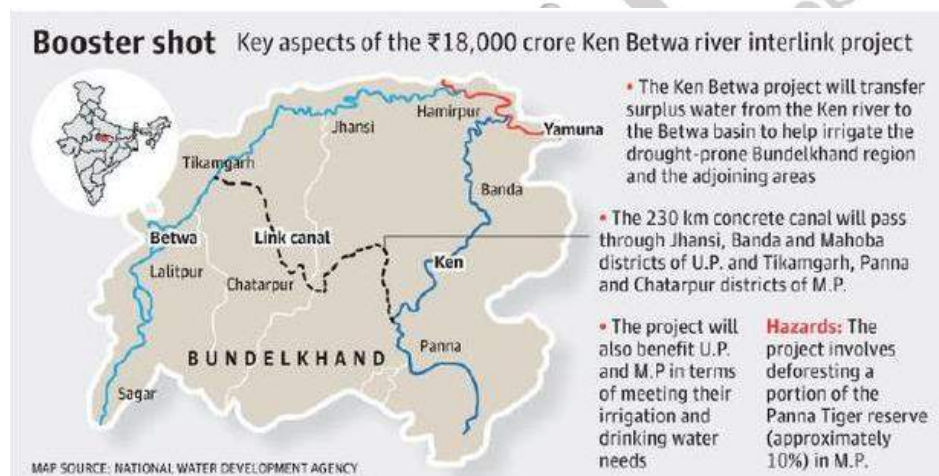 Booster shot Key aspects of the ₹18,000 crore Ken Betwa river interlink project
Hamirpur
Jhansi
Yamuna
Tikamgarh
Banda
Betwa
Link canal
Lalitpur
Ken
Chatarpur
BUNDELKHAND
Panna
Sagar
MAP SOURCE: NATIONAL WATER DEVELOPMENT AGENCY
• The Ken Betwa project will transfer
surplus water from the Ken river to
the Betwa basin to help irrigate the
drought-prone Bundelkhand region
and the adjoining areas
• The 230 km concrete canal will pass
through Jhansi, Banda and Mahoba
districts of U.P. and Tikamgarh, Panna
and Chatarpur districts of M.P.
• The project will
also benefit U.P.
and M.P in terms
of meeting their
irrigation and
drinking water
needs
Hazards: The
project involves
deforesting a
portion of the
Panna Tiger reserve
(approximately
10%) in M.P.